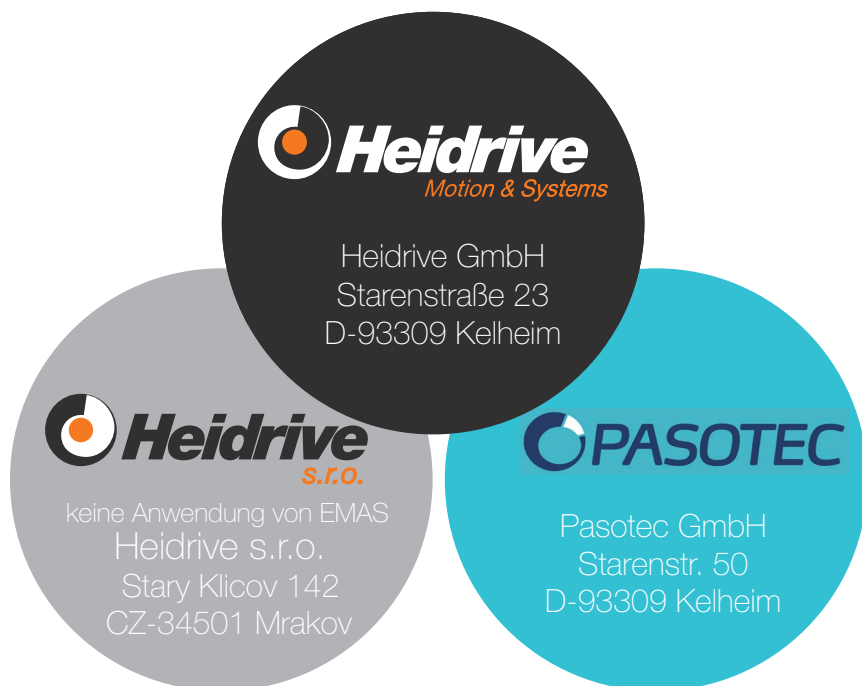 Heidrive
Motion & Systems
Heidrive GmbH
Starenstraße 23
D-93309 Kelheim
Heidrive
s.r.o.
keine Anwendung von EMAS
Heidrive s.r.o.
Stary Klicov 142
CZ-34501 Mrakov
PASOTEC
Pasotec GmbH
Starenstr. 50
D-93309 Kelheim